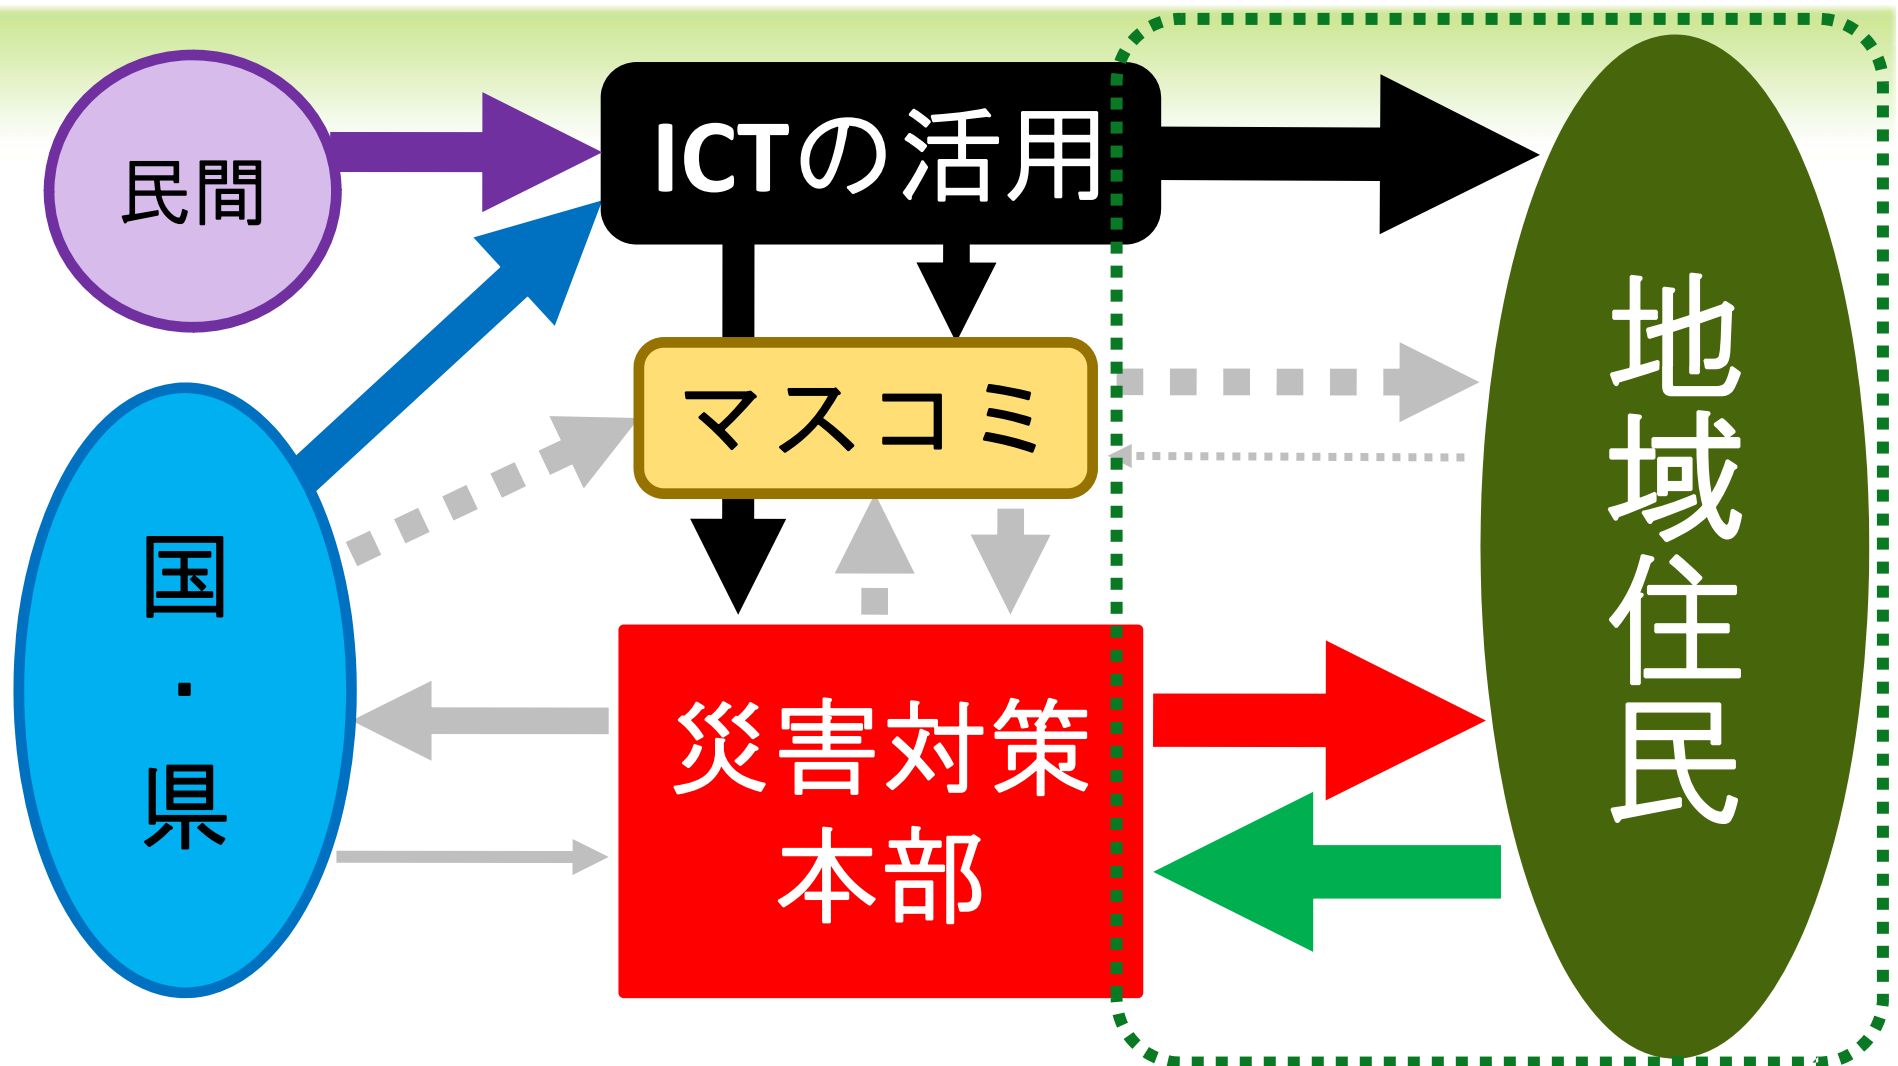 民間
ICTの活用
マスコミ
国
・
県
災害対策
本部
地域住民